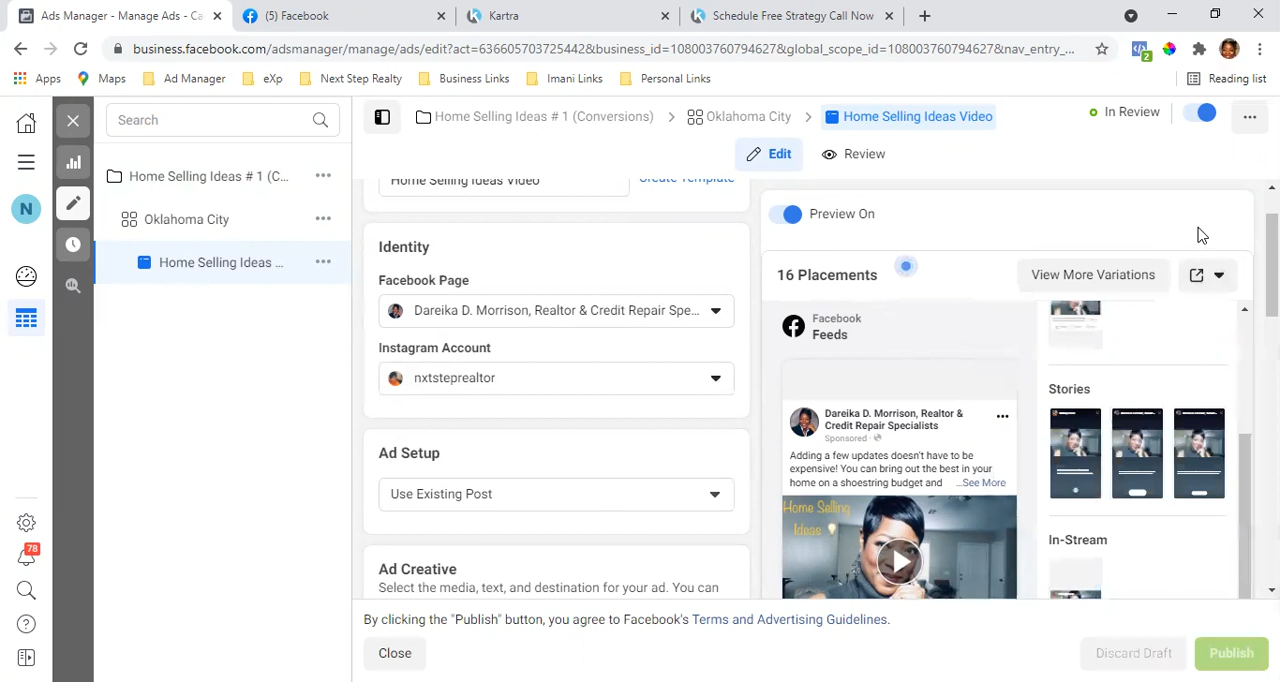 Ads Manager - Manage Ads - Ca
(5) Facebook
Kartra
Schedule Free Strategy Call Now
business.facebook.com/adsmanager/manage/ads/edit?act=636605703725442&business_id=108003760794627&global_scope_id=108003760794627&nav_entry_...
2
Apps
Maps
Ad Manager
eXp
Next Step Realty
Business Links
Imani Links
Personal Links
Reading list
Search
Home Selling Ideas # 1 (Conversions)
Oklahoma City
Home Selling Ideas Video
In Review
Edit
Review
Home Selling Ideas # 1 (C...
Oklahoma City
Home Selling Ideas ...
N
78
Home Selling Ideas Video
Create Template
Identity
Facebook Page
Dareika D. Morrison, Realtor & Credit Repair Spe...
Instagram Account
nxtsteprealtor
Ad Setup
Use Existing Post
Ad Creative
Select the media, text, and destination for your ad. You can
Preview On
16 Placements
View More Variations
Facebook
Feeds
Dareika D. Morrison, Realtor &
Credit Repair Specialists
Sponsored ·
Adding a few updates doesn't have to be
expensive! You can bring out the best in your
home on a shoestring budget and ...See More
Home Selling
Ideas
Stories
In-Stream
By clicking the "Publish" button, you agree to Facebook's Terms and Advertising Guidelines.
Close
Discard Draft
Publish